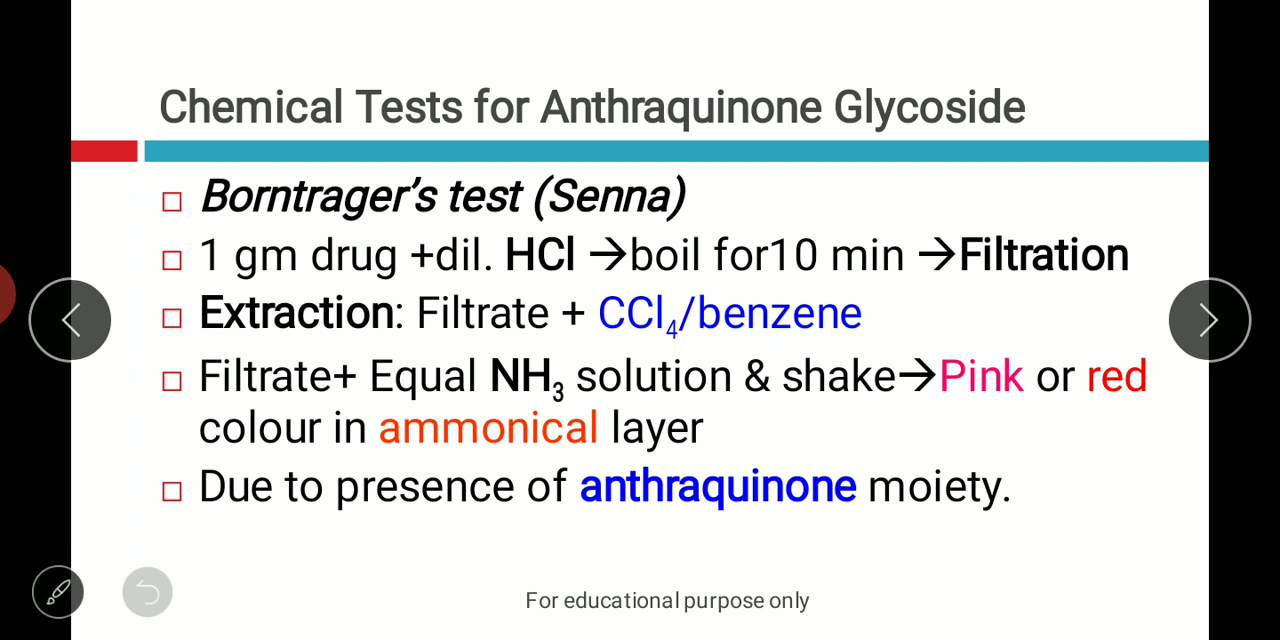 Chemical Tests for Anthraquinone Glycoside
Borntrager’s test (Senna)
1 gm drug +dil. HCl →boil for10 min →Filtration
Extraction: Filtrate + CCl₄/benzene
Filtrate+ Equal NH₃ solution & shake→Pink or red
colour in ammonical layer
Due to presence of anthraquinone moiety.
For educational purpose only